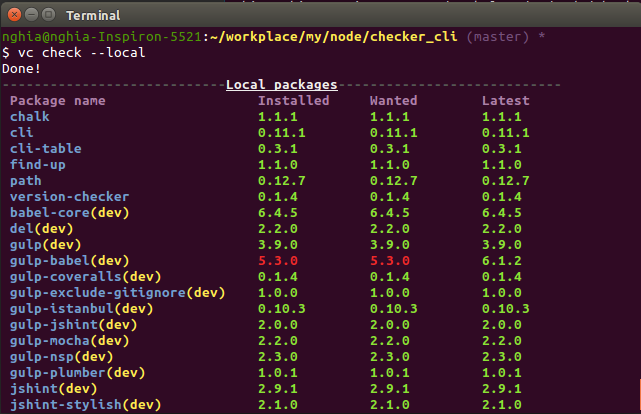 Terminal
nghia@nghia-Inspiron-5521:~/workplace/my/node/checker_cli (master) *
$ vc check --local
Done!
----------------------------Local packages----------------------------
Package name Installed Wanted Latest
chalk 1.1.1 1.1.1 1.1.1
cli 0.11.1 0.11.1 0.11.1
cli-table 0.3.1 0.3.1 0.3.1
find-up 1.1.0 1.1.0 1.1.0
path 0.12.7 0.12.7 0.12.7
version-checker 0.1.4 0.1.4 0.1.4
babel-core(dev) 6.4.5 6.4.5 6.4.5
del(dev) 2.2.0 2.2.0 2.2.0
gulp(dev) 3.9.0 3.9.0 3.9.0
gulp-babel(dev) 5.3.0 5.3.0 6.1.2
gulp-coveralls(dev) 0.1.4 0.1.4 0.1.4
gulp-exclude-gitignore(dev) 1.0.0 1.0.0 1.0.0
gulp-istanbul(dev) 0.10.3 0.10.3 0.10.3
gulp-jshint(dev) 2.0.0 2.0.0 2.0.0
gulp-mocha(dev) 2.2.0 2.2.0 2.2.0
gulp-nsp(dev) 2.3.0 2.3.0 2.3.0
gulp-plumber(dev) 1.0.1 1.0.1 1.0.1
jshint(dev) 2.9.1 2.9.1 2.9.1
jshint-stylish(dev) 2.1.0 2.1.0 2.1.0